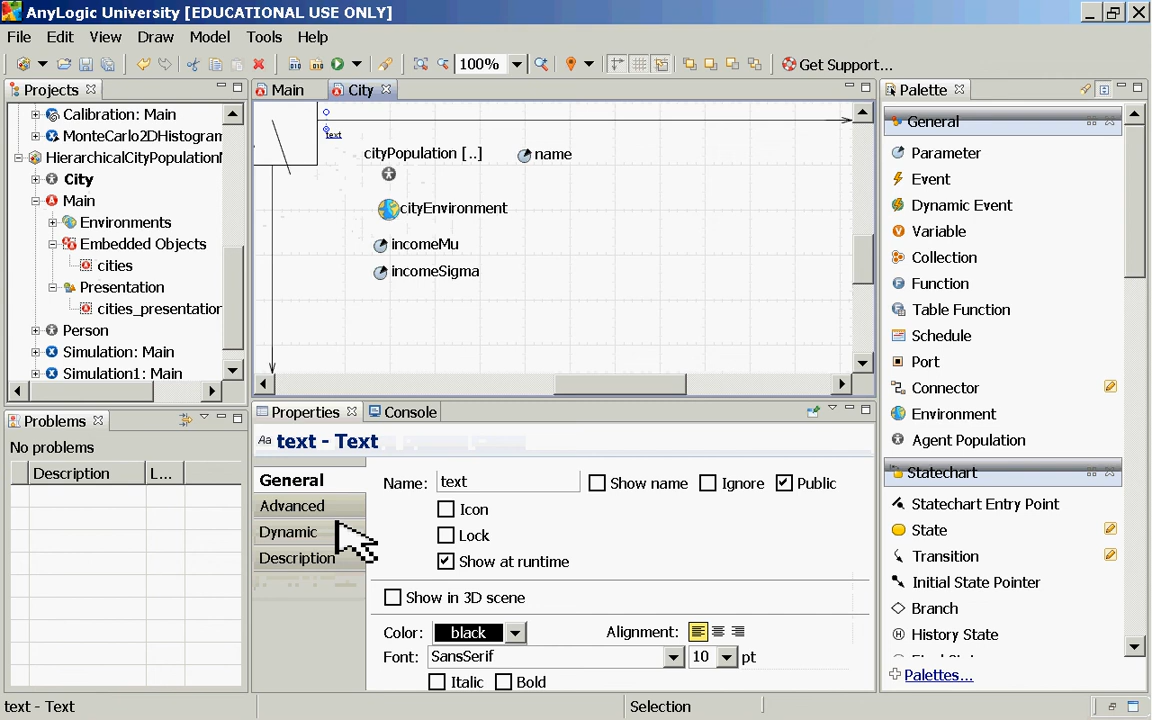 AnyLogic University [EDUCATIONAL USE ONLY]
File Edit View Draw Model Tools Help
100% Get Support...
Projects
Calibration: Main
MonteCarlo2DHistogram
HierarchicalCityPopulation
City
Main
Environments
Embedded Objects
cities
Presentation
cities_presentation
Person
Simulation: Main
Simulation1: Main
Problems
No problems
Description L...
Main City
text
cityPopulation [..] name
cityEnvironment
incomeMu
incomeSigma
Properties Console
Aa text - Text
General
Advanced
Dynamic
Description
Name: text Show name Ignore Public
Icon
Lock
Show at runtime
Show in 3D scene
Color: black Alignment:
Font: SansSerif 10 pt
Italic Bold
Palette
General
Parameter
Event
Dynamic Event
Variable
Collection
Function
Table Function
Schedule
Port
Connector
Environment
Agent Population
Statechart
Statechart Entry Point
State
Transition
Initial State Pointer
Branch
History State
Palettes...
text - Text Selection